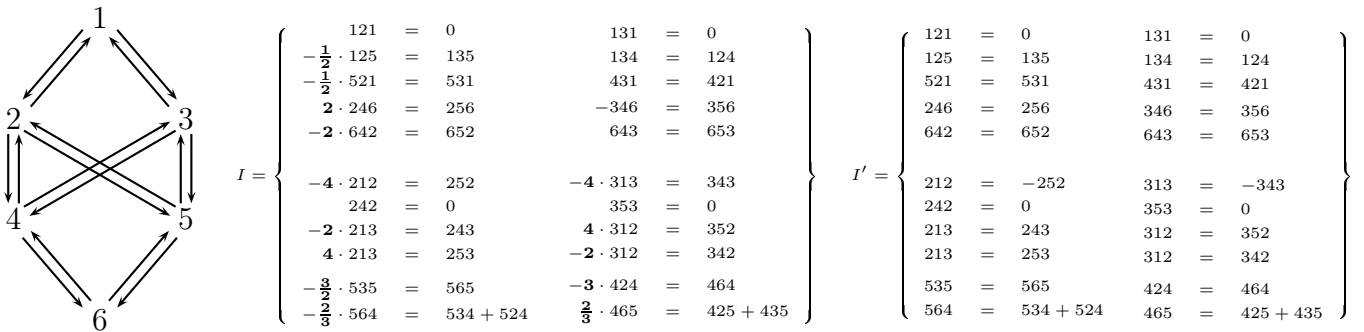 1
2 3
4 5
6
I =
121 = 0 131 = 0
−1/2 · 125 = 135 134 = 124
−1/2 · 521 = 531 431 = 421
2 · 246 = 256 −346 = 356
−2 · 642 = 652 643 = 653
−4 · 212 = 252 −4 · 313 = 343
242 = 0 353 = 0
−2 · 213 = 243 4 · 312 = 352
4 · 213 = 253 −2 · 312 = 342
−3/2 · 535 = 565 −3 · 424 = 464
−2/3 · 564 = 534 + 524 2/3 · 465 = 425 + 435
I′ =
121 = 0 131 = 0
125 = 135 134 = 124
521 = 531 431 = 421
246 = 256 346 = 356
642 = 652 643 = 653
212 = −252 313 = −343
242 = 0 353 = 0
213 = 243 312 = 352
213 = 253 312 = 342
535 = 565 424 = 464
564 = 534 + 524 465 = 425 + 435